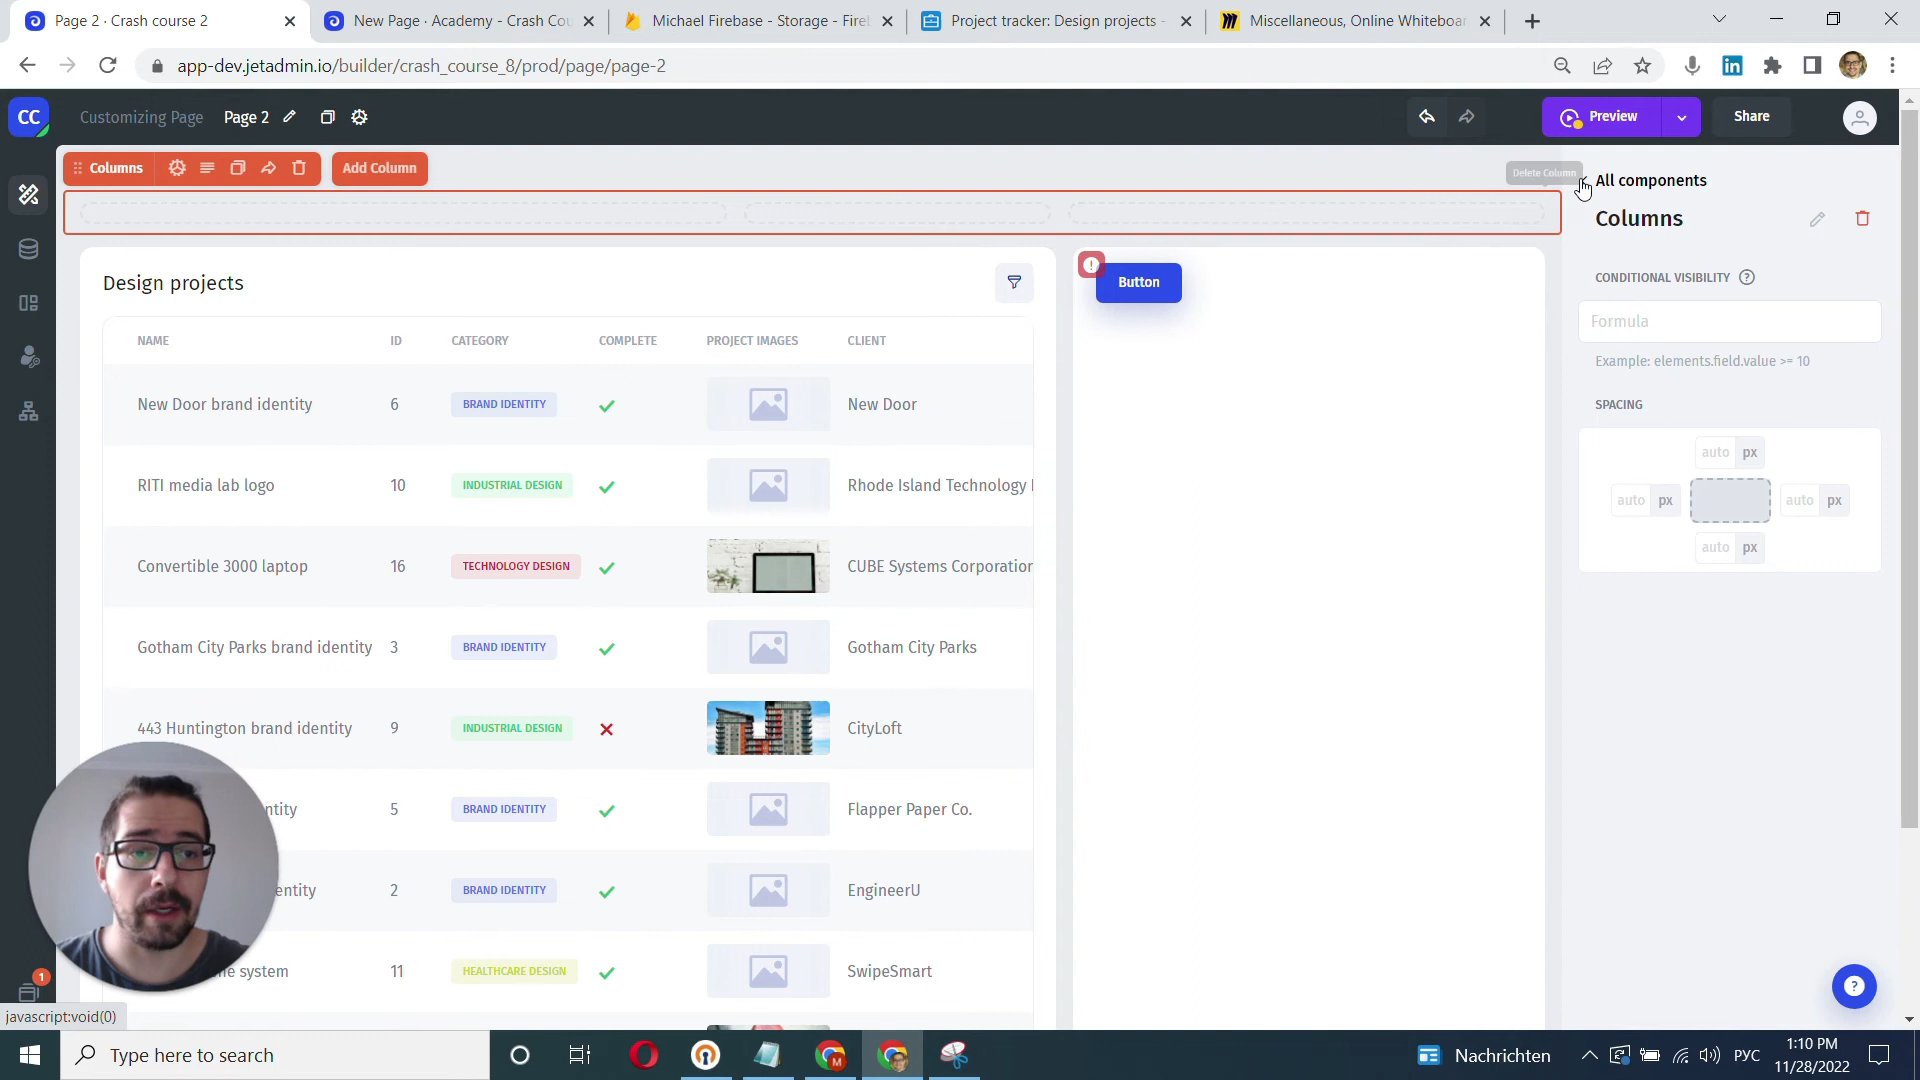 Page 2 · Crash course 2
New Page · Academy - Crash Cou
Michael Firebase - Storage - Fireb
Project tracker: Design projects -
Miscellaneous, Online Whiteboar
app-dev.jetadmin.io/builder/crash_course_8/prod/page/page-2
CC
Customizing Page
Page 2
Preview
Share
Columns
Add Column
Delete Column
All components
Columns
CONDITIONAL VISIBILITY
Formula
Example: elements.field.value >= 10
SPACING
auto px
auto px
auto px
auto px
Design projects
Button
NAME ID CATEGORY COMPLETE PROJECT IMAGES CLIENT
New Door brand identity 6 BRAND IDENTITY New Door
RITI media lab logo 10 INDUSTRIAL DESIGN Rhode Island Technology
Convertible 3000 laptop 16 TECHNOLOGY DESIGN CUBE Systems Corporation
Gotham City Parks brand identity 3 BRAND IDENTITY Gotham City Parks
443 Huntington brand identity 9 INDUSTRIAL DESIGN CityLoft
ntity 5 BRAND IDENTITY Flapper Paper Co.
entity 2 BRAND IDENTITY EngineerU
ne system 11 HEALTHCARE DESIGN SwipeSmart
1
javascript:void(0)
Type here to search
Nachrichten
РУС
1:10 PM
11/28/2022